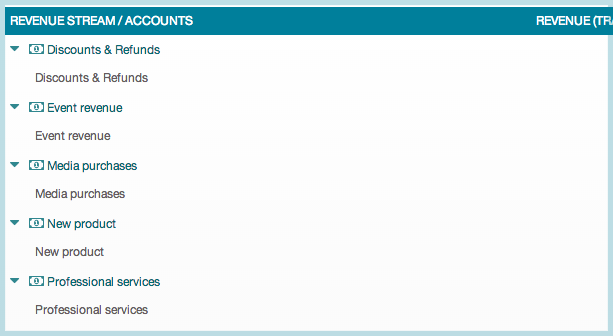 REVENUE STREAM / ACCOUNTS REVENUE (TRA
Discounts & Refunds
Discounts & Refunds
Event revenue
Event revenue
Media purchases
Media purchases
New product
New product
Professional services
Professional services